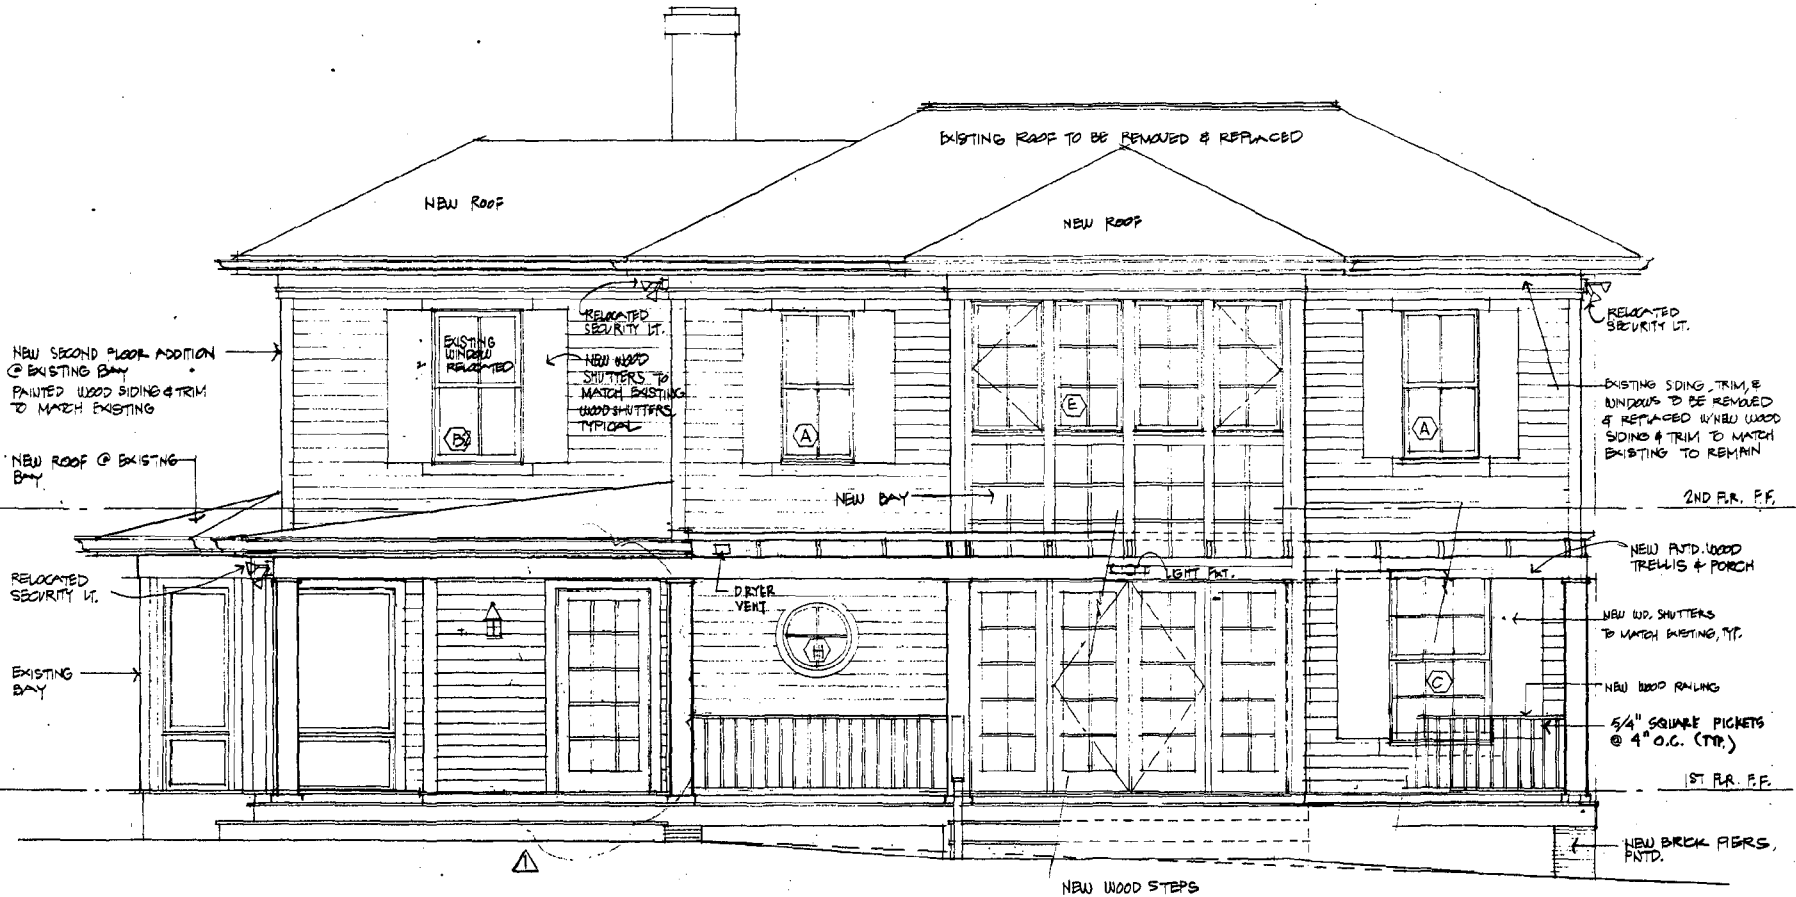 EXISTING ROOF TO BE REMOVED & REPLACED
NEW ROOF
NEW ROOF
RELOCATED
SECURITY LT.
RELOCATED
SECURITY LT.
NEW SECOND FLOOR ADDITION
@ EXISTING BAY
PAINTED WOOD SIDING & TRIM
TO MATCH EXISTING
EXISTING
WINDOW
RELOCATED
NEW WOOD
SHUTTERS TO
MATCH EXISTING
WOOD SHUTTERS,
TYPICAL
B2
A
E
A
EXISTING SIDING, TRIM, &
WINDOWS TO BE REMOVED
& REPLACED W/NEW WOOD
SIDING & TRIM TO MATCH
EXISTING TO REMAIN
NEW ROOF @ EXISTING
BAY
NEW BAY
2ND FLR. F.F.
NEW PNTD. WOOD
TRELLIS & PORCH
RELOCATED
SECURITY LT.
DRYER
VENT
LIGHT FXT.
NEW WD. SHUTTERS
TO MATCH EXISTING, TYP.
H
C
EXISTING
BAY
NEW WOOD RAILING
5/4" SQUARE PICKETS
@ 4" O.C. (TYP.)
1ST FLR. F.F.
1
NEW BRICK PIERS,
PNTD.
NEW WOOD STEPS